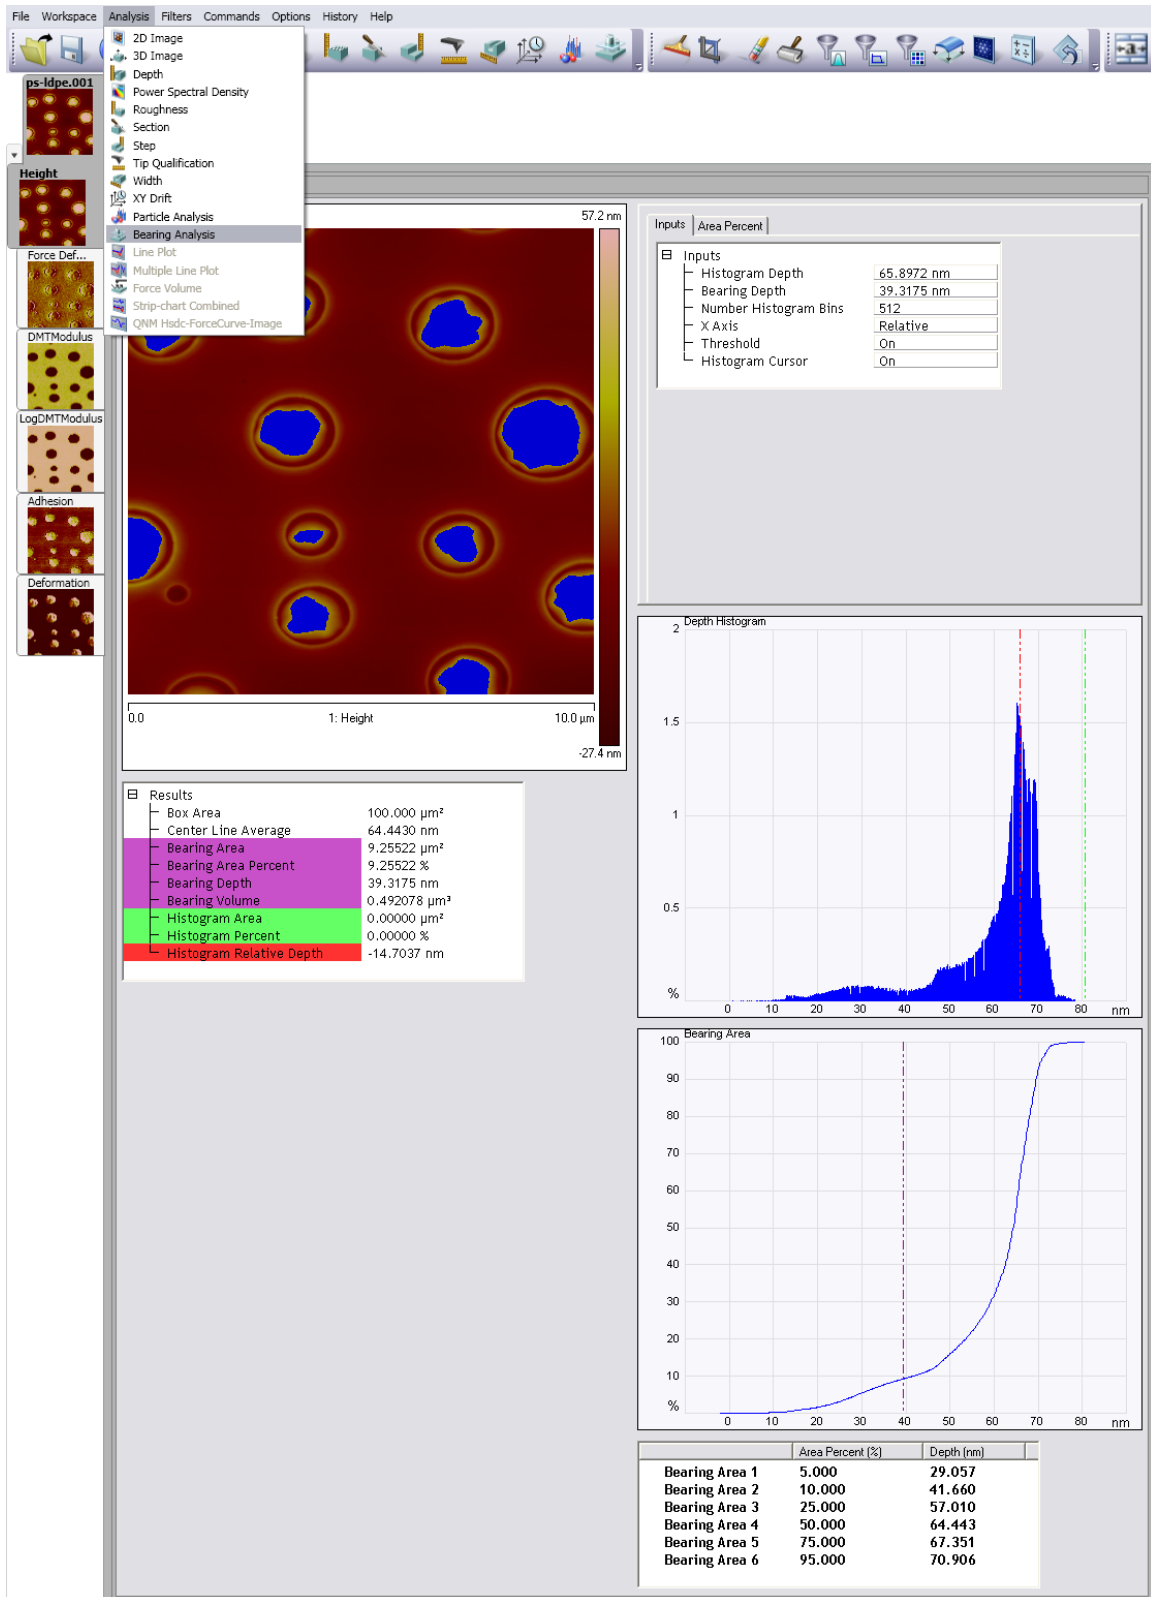 File Workspace Analysis Filters Commands Options History Help
2D Image
3D Image
Depth
Power Spectral Density
Roughness
Section
Step
Tip Qualification
Width
XY Drift
Particle Analysis
Bearing Analysis
Line Plot
Multiple Line Plot
Force Volume
Strip-chart Combined
QNM Hsdc-ForceCurve-Image
ps-ldpe.001
Height
Force Def...
DMTModulus
LogDMTModulus
Adhesion
Deformation
57.2 nm
-27.4 nm
0.0 1: Height 10.0 µm
Inputs Area Percent
Inputs
Histogram Depth 65.8972 nm
Bearing Depth 39.3175 nm
Number Histogram Bins 512
X Axis Relative
Threshold On
Histogram Cursor On
Results
Box Area 100.000 µm²
Center Line Average 64.4430 nm
Bearing Area 9.25522 µm²
Bearing Area Percent 9.25522 %
Bearing Depth 39.3175 nm
Bearing Volume 0.492078 µm³
Histogram Area 0.00000 µm²
Histogram Percent 0.00000 %
Histogram Relative Depth -14.7037 nm
Depth Histogram
2
1.5
1
0.5
%
0 10 20 30 40 50 60 70 80 nm
Bearing Area
100
90
80
70
60
50
40
30
20
10
%
0 10 20 30 40 50 60 70 80 nm
Area Percent (%) Depth (nm)
Bearing Area 1 5.000 29.057
Bearing Area 2 10.000 41.660
Bearing Area 3 25.000 57.010
Bearing Area 4 50.000 64.443
Bearing Area 5 75.000 67.351
Bearing Area 6 95.000 70.906